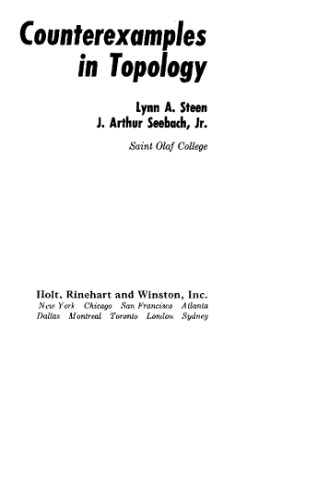 Counterexamples
in Topology
Lynn A. Steen
J. Arthur Seebach, Jr.
Saint Olaf College
Holt, Rinehart and Winston, Inc.
New York Chicago San Francisco Atlanta
Dallas Montreal Toronto London Sydney